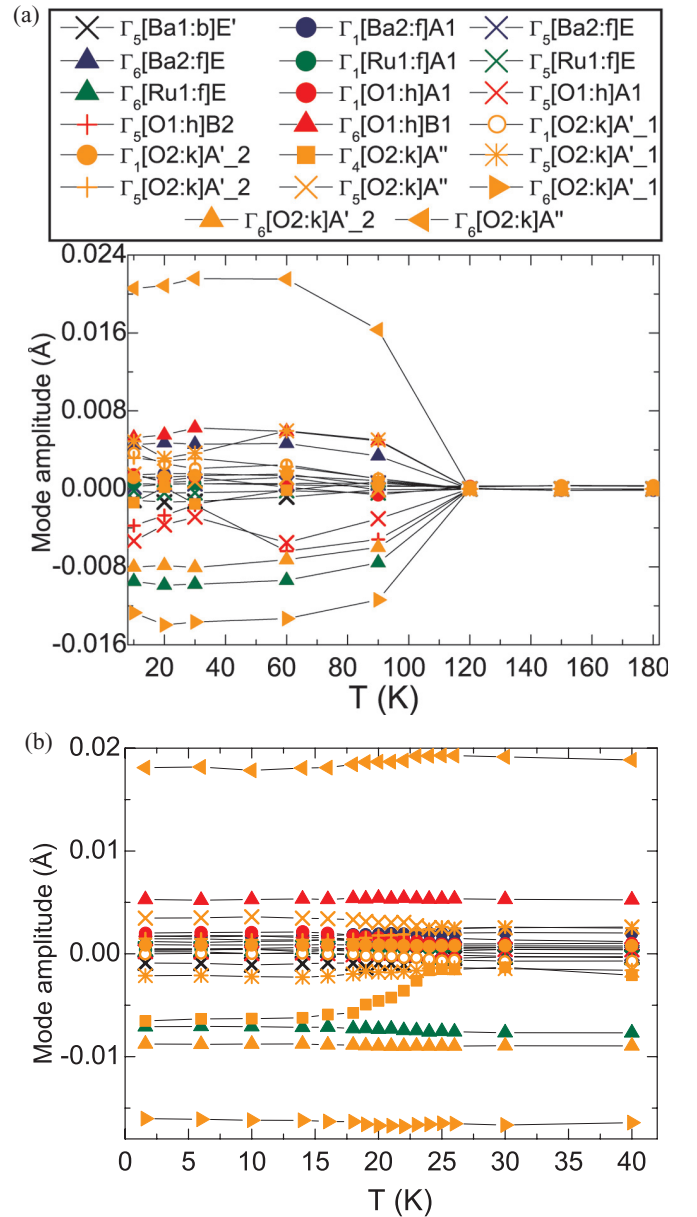 (a)
Γ5[Ba1:b]E' Γ1[Ba2:f]A1 Γ5[Ba2:f]E
Γ6[Ba2:f]E Γ1[Ru1:f]A1 Γ5[Ru1:f]E
Γ6[Ru1:f]E Γ1[O1:h]A1 Γ5[O1:h]A1
Γ5[O1:h]B2 Γ6[O1:h]B1 Γ1[O2:k]A'_1
Γ1[O2:k]A'_2 Γ4[O2:k]A" Γ5[O2:k]A'_1
Γ5[O2:k]A'_2 Γ5[O2:k]A" Γ6[O2:k]A'_1
Γ6[O2:k]A'_2 Γ6[O2:k]A"
0.024
0.016
0.008
0.000
-0.008
-0.016
Mode amplitude (Å)
20 40 60 80 100 120 140 160 180
T (K)
(b)
0.02
0.01
0.00
-0.01
Mode amplitude (Å)
0 5 10 15 20 25 30 35 40
T (K)